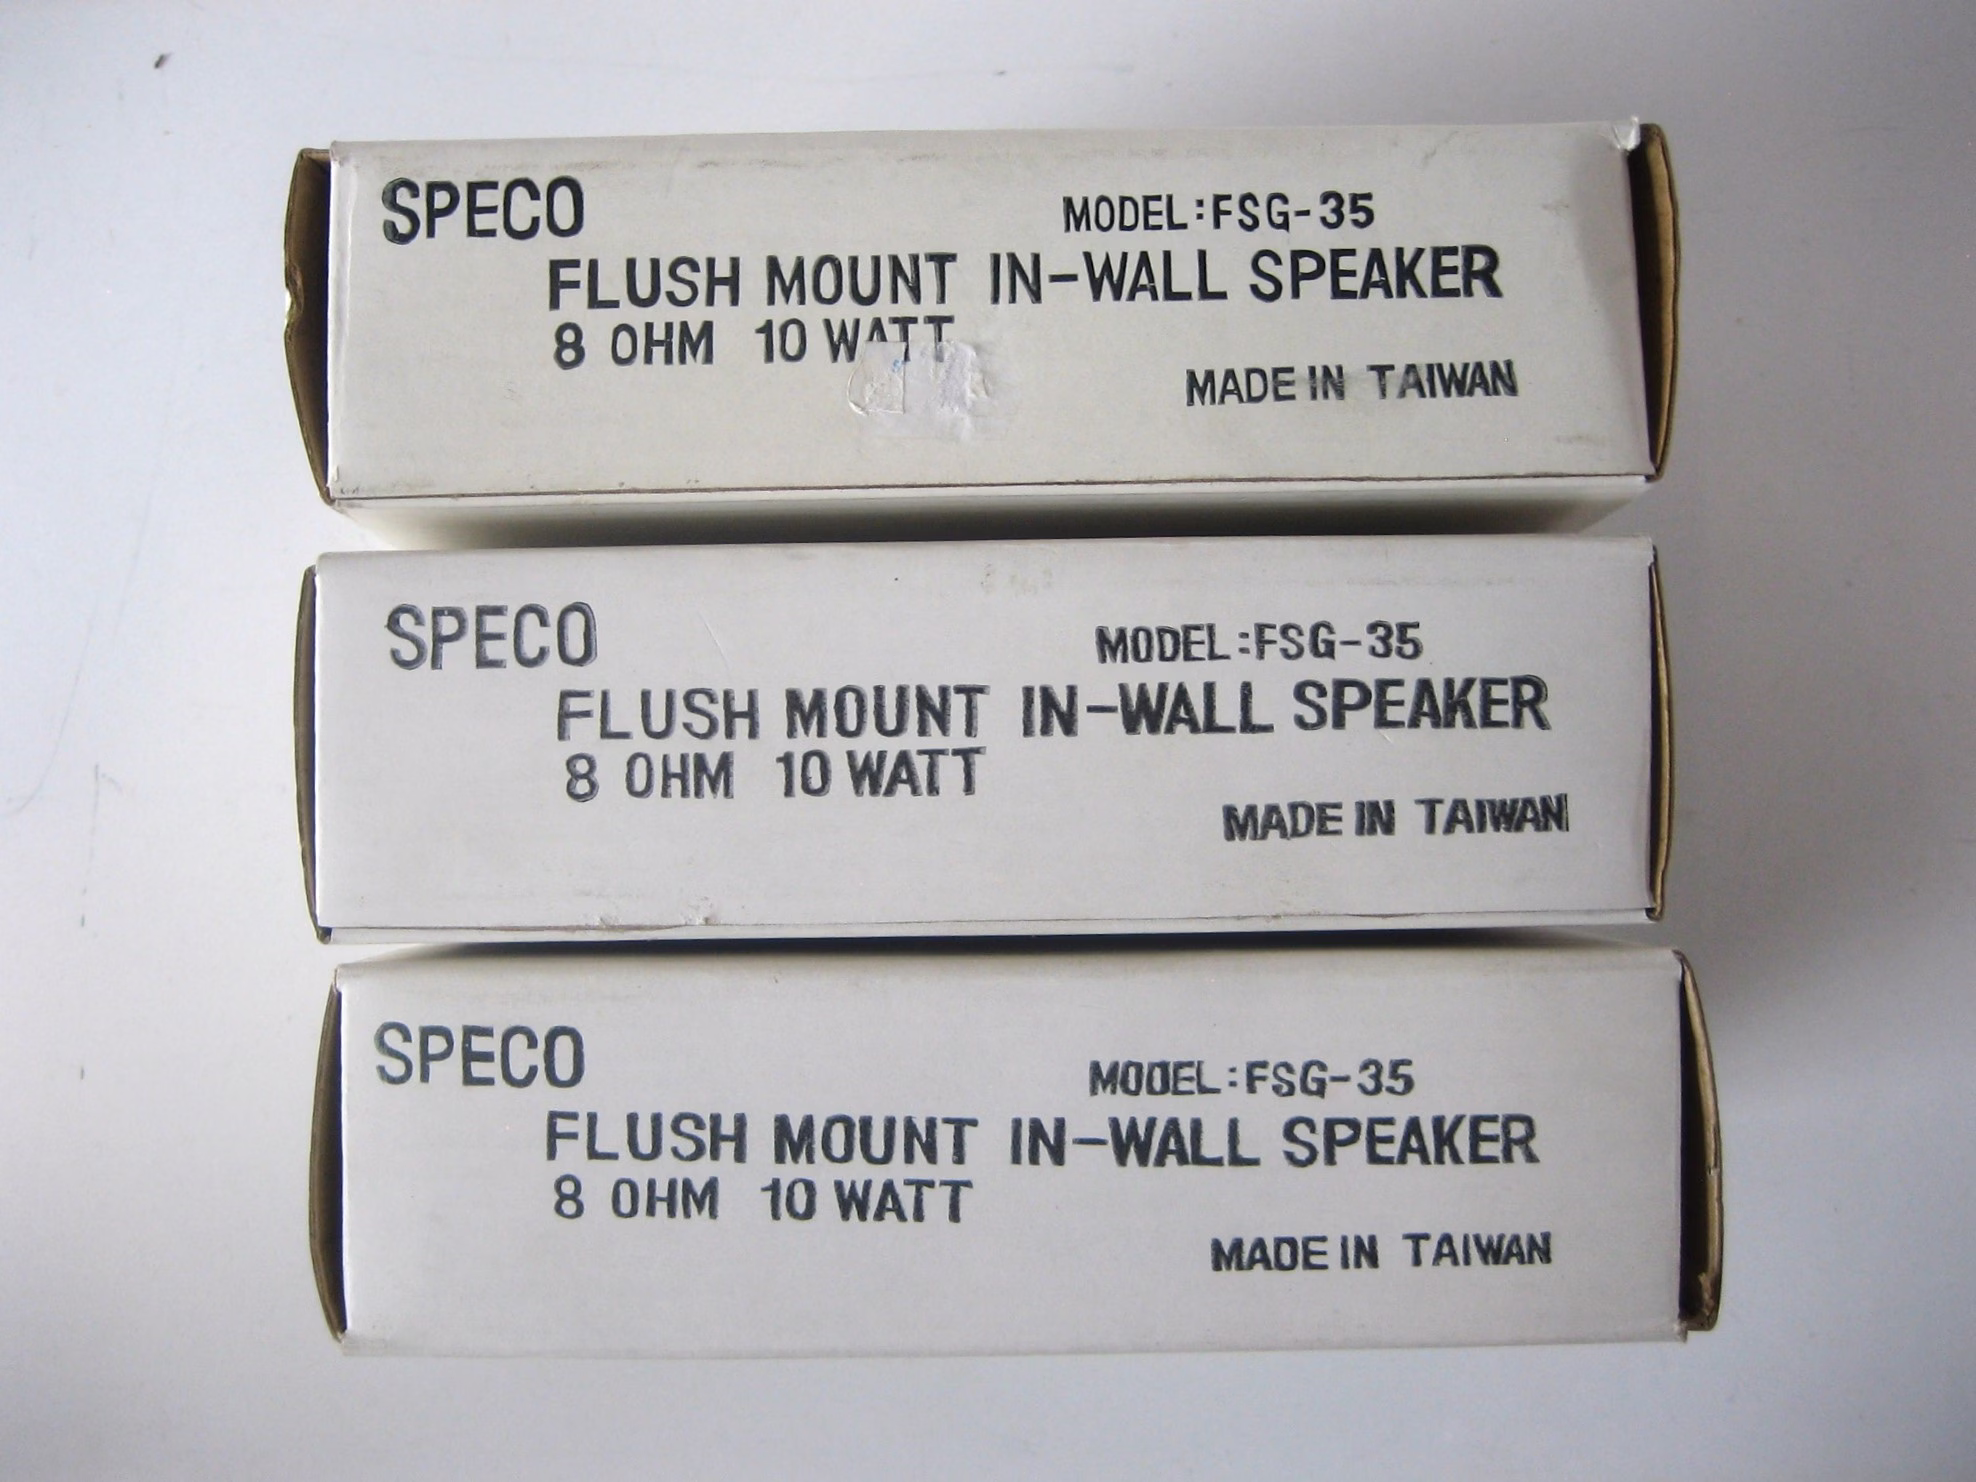 SPECO
MODEL:FSG-35
FLUSH MOUNT IN-WALL SPEAKER
8 OHM 10 WATT
MADE IN TAIWAN
SPECO
MODEL:FSG-35
FLUSH MOUNT IN-WALL SPEAKER
8 OHM 10 WATT
MADE IN TAIWAN
SPECO
MODEL:FSG-35
FLUSH MOUNT IN-WALL SPEAKER
8 OHM 10 WATT
MADE IN TAIWAN